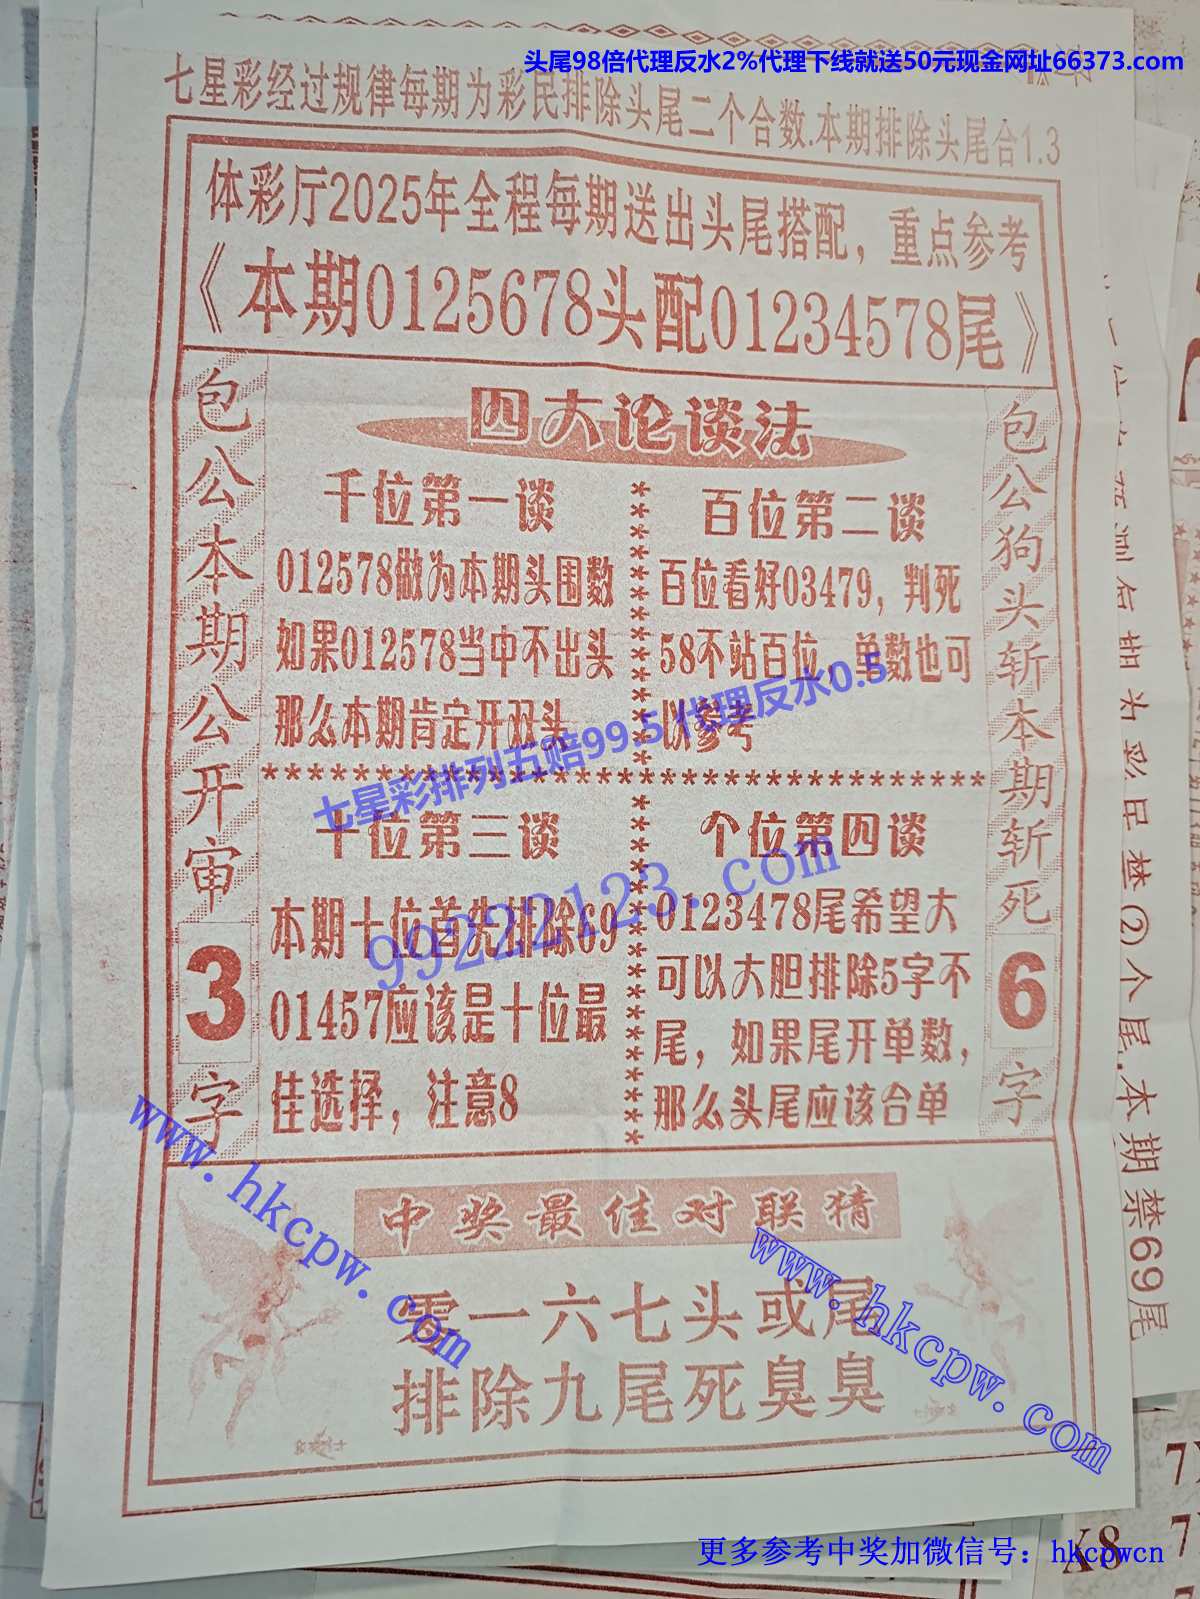 头尾98倍代理反水2%代理下线就送50元现金网址66373.com
七星彩经过规律每期为彩民排除头尾二个合数.本期排除头尾合1.3
体彩厅2025年全程每期送出头尾搭配，重点参考
《本期0125678头配01234578尾》
包公本期公开审3字
四大论谈法
千位第一谈
012578做为本期头围数
如果012578当中不出头
那么本期肯定开双头
百位第二谈
百位看好03479，判死
58不站百位，单数也可
以参考
七星彩排列五赔99.5 代理反水0.5
99222123.com
十位第三谈
本期十位首先排除69
01457应该是十位最
佳选择，注意8
个位第四谈
0123478尾希望大
可以大胆排除5字不
尾，如果尾开单数，
那么头尾应该合单
包公狗头斩本期斩死6字
中奖最佳对联猜
零一六七头或尾
排除九尾死臭臭
www.hkcpw.com
www.hkcpw.com
为彩民禁②个尾.本期禁69尾
X8
更多参考中奖加微信号：hkcpwcn